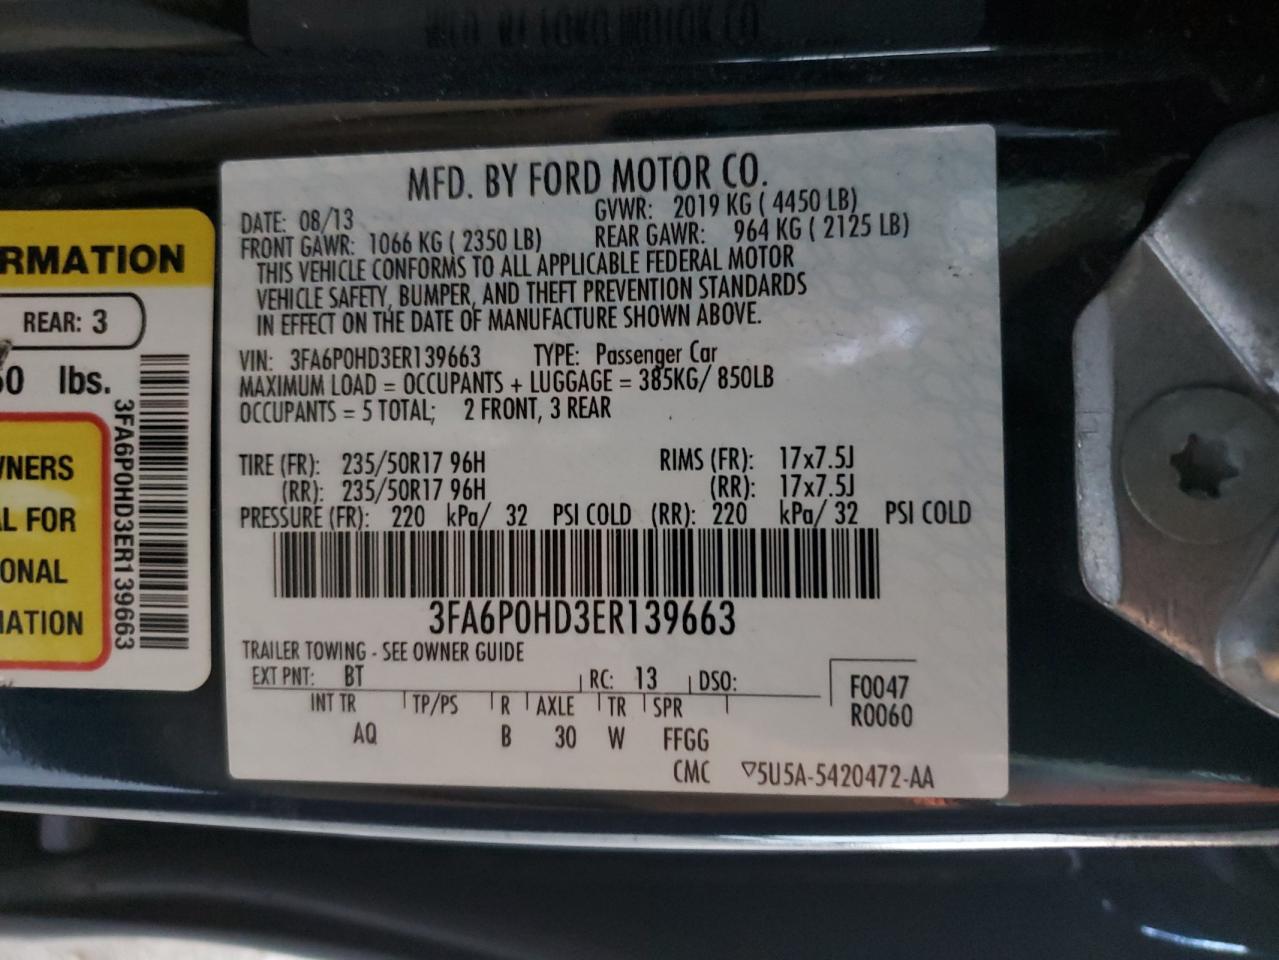 MFD. BY FORD MOTOR CO.
DATE: 08/13 GVWR: 2019 KG ( 4450 LB)
FRONT GAWR: 1066 KG ( 2350 LB) REAR GAWR: 964 KG ( 2125 LB)
THIS VEHICLE CONFORMS TO ALL APPLICABLE FEDERAL MOTOR
VEHICLE SAFETY, BUMPER, AND THEFT PREVENTION STANDARDS
IN EFFECT ON THE DATE OF MANUFACTURE SHOWN ABOVE.
VIN: 3FA6P0HD3ER139663 TYPE: Passenger Car
MAXIMUM LOAD = OCCUPANTS + LUGGAGE = 385KG/ 850LB
OCCUPANTS = 5 TOTAL; 2 FRONT, 3 REAR
TIRE (FR): 235/50R17 96H RIMS (FR): 17x7.5J
(RR): 235/50R17 96H (RR): 17x7.5J
PRESSURE (FR): 220 kPa/ 32 PSI COLD (RR): 220 kPa/ 32 PSI COLD
3FA6P0HD3ER139663
TRAILER TOWING - SEE OWNER GUIDE
EXT PNT: BT RC: 13 DSO:
INT TR TP/PS R AXLE TR SPR
AQ B 30 W FFGG
F0047
R0060
CMC ▽5U5A-5420472-AA
RMATION
REAR: 3
50 lbs.
WNERS
AL FOR
ONAL
MATION
3FA6P0HD3ER139663